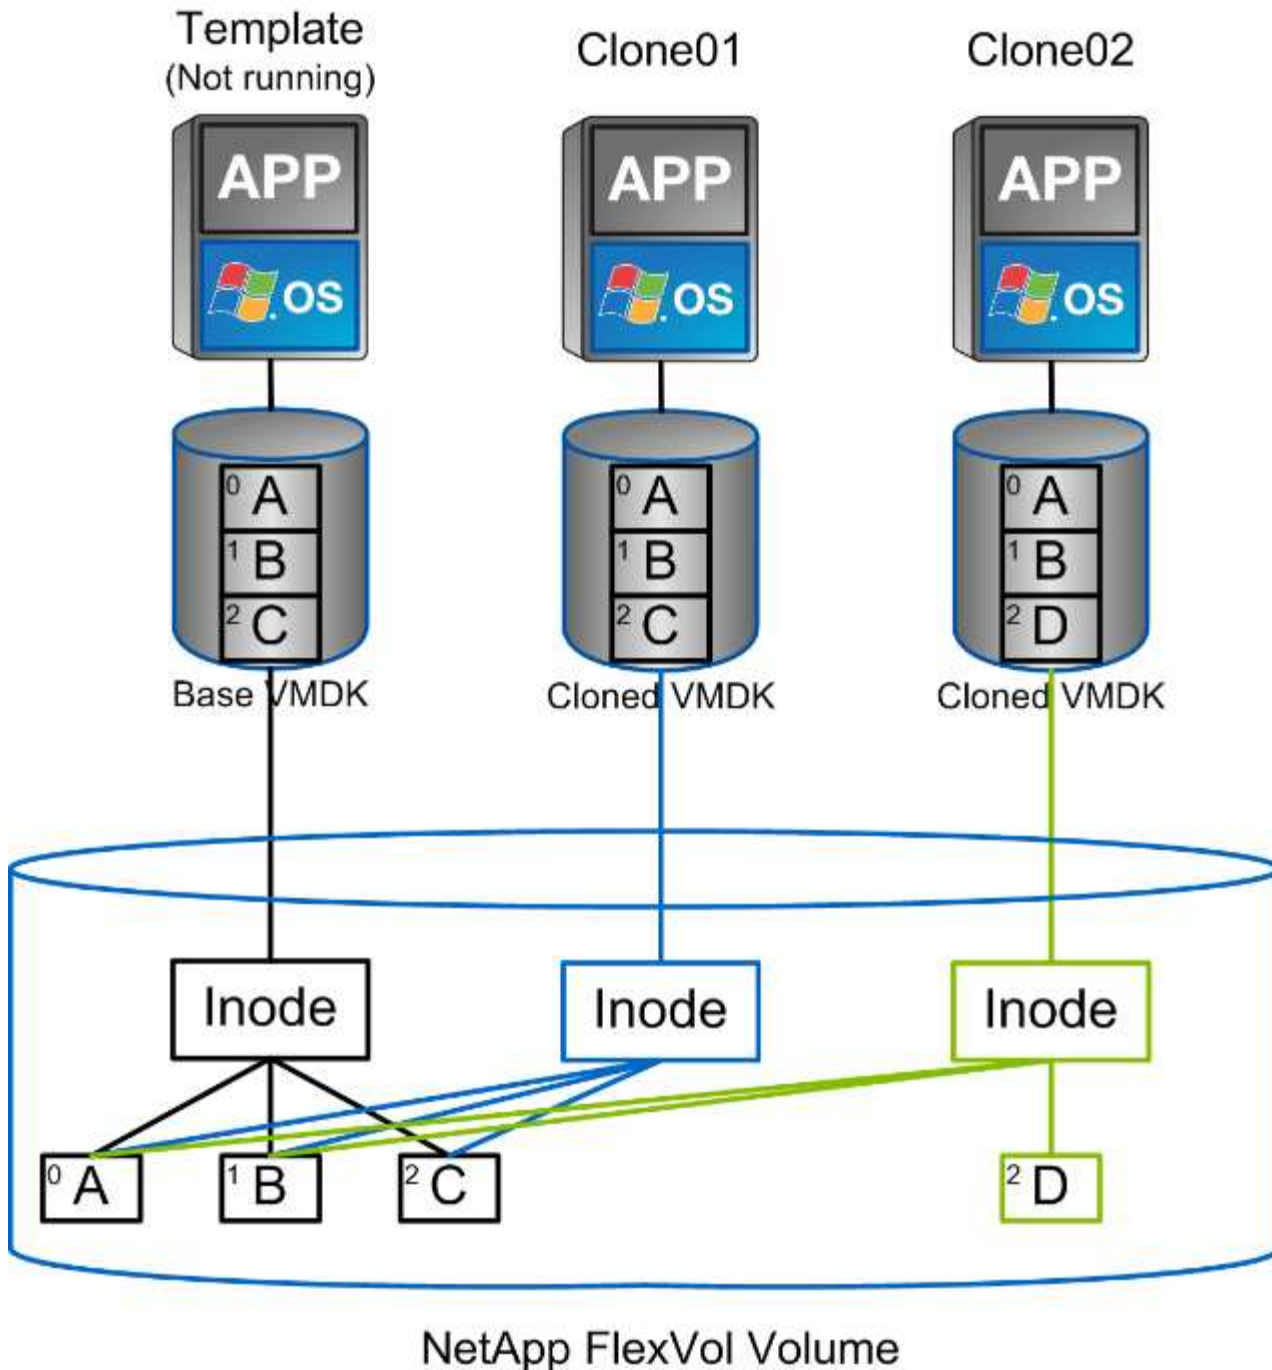 Template
(Not running)
Clone01
Clone02
APP
APP
APP
OS
OS
OS
0 A
0 A
0 A
1 B
1 B
1 B
2 C
2 C
2 D
Base VMDK
Cloned VMDK
Cloned VMDK
Inode
Inode
Inode
0 A
1 B
2 C
2 D
NetApp FlexVol Volume